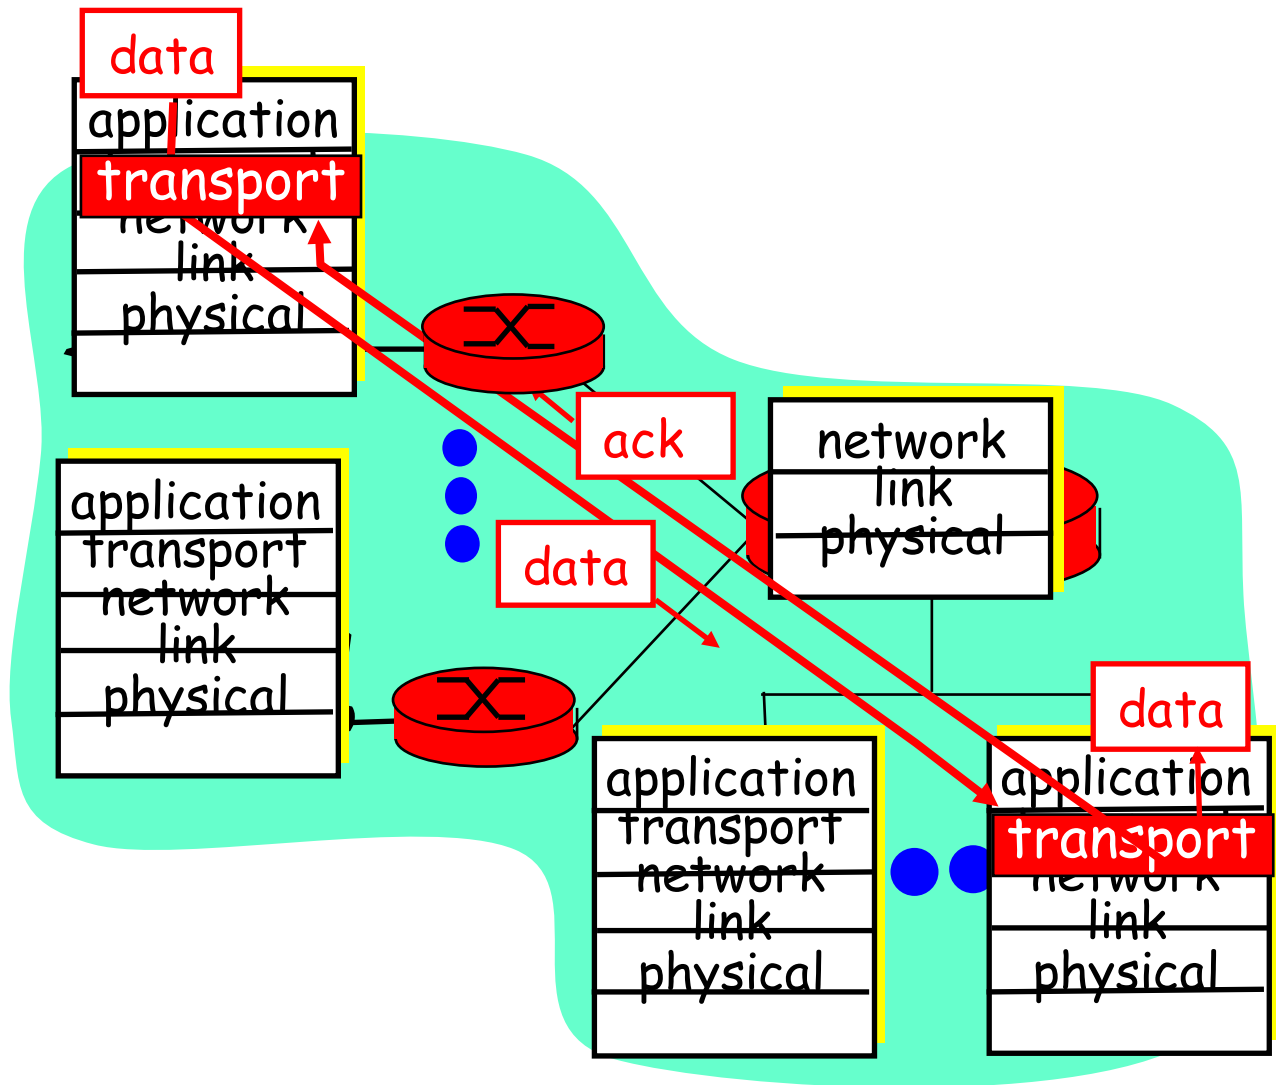 data
application
transport
network
link
physical
ack
network
link
physical
application
transport
network
link
physical
data
data
application
transport
network
link
physical
application
transport
network
link
physical